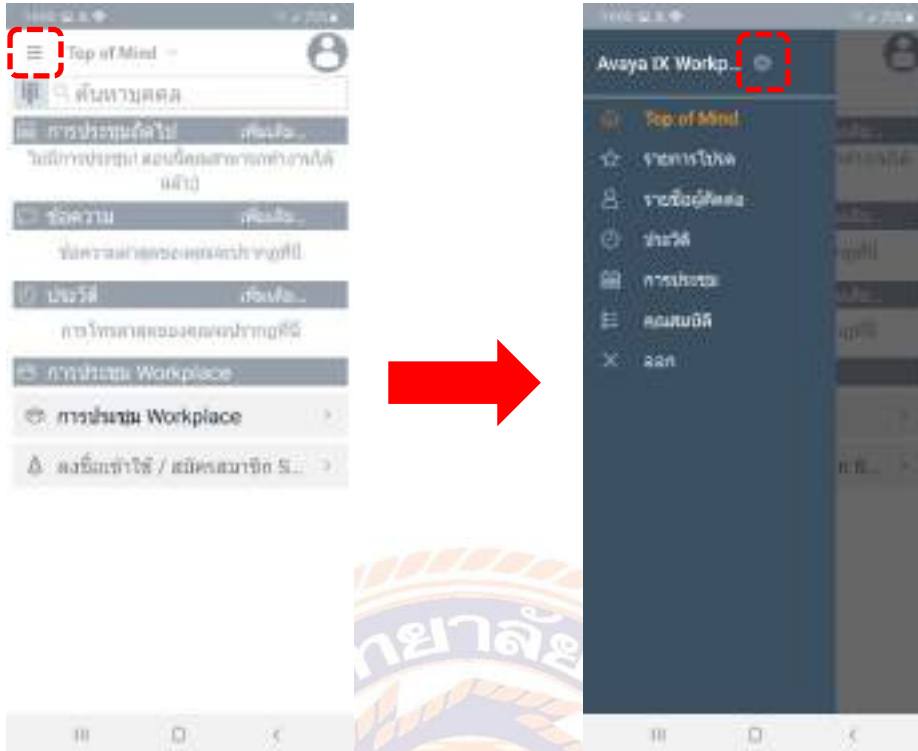 Top of Mind
ค้นหาบุคคล
การประชุมถัดไป เพิ่มเติม...
ไม่มีการประชุม! ตอนนี้คุณสามารถทำงานได้
แล้ว:)
ข้อความ เพิ่มเติม...
ข้อความล่าสุดของคุณจะปรากฏที่นี่
ประวัติ เพิ่มเติม...
การโทรล่าสุดของคุณจะปรากฏที่นี่
การประชุม Workplace
การประชุม Workplace
ลงชื่อเข้าใช้ / สมัครสมาชิก S...
Avaya IX Workp...
Top of Mind
รายการโปรด
รายชื่อผู้ติดต่อ
ประวัติ
การประชุม
คุณสมบัติ
ออก
ทยาลัย